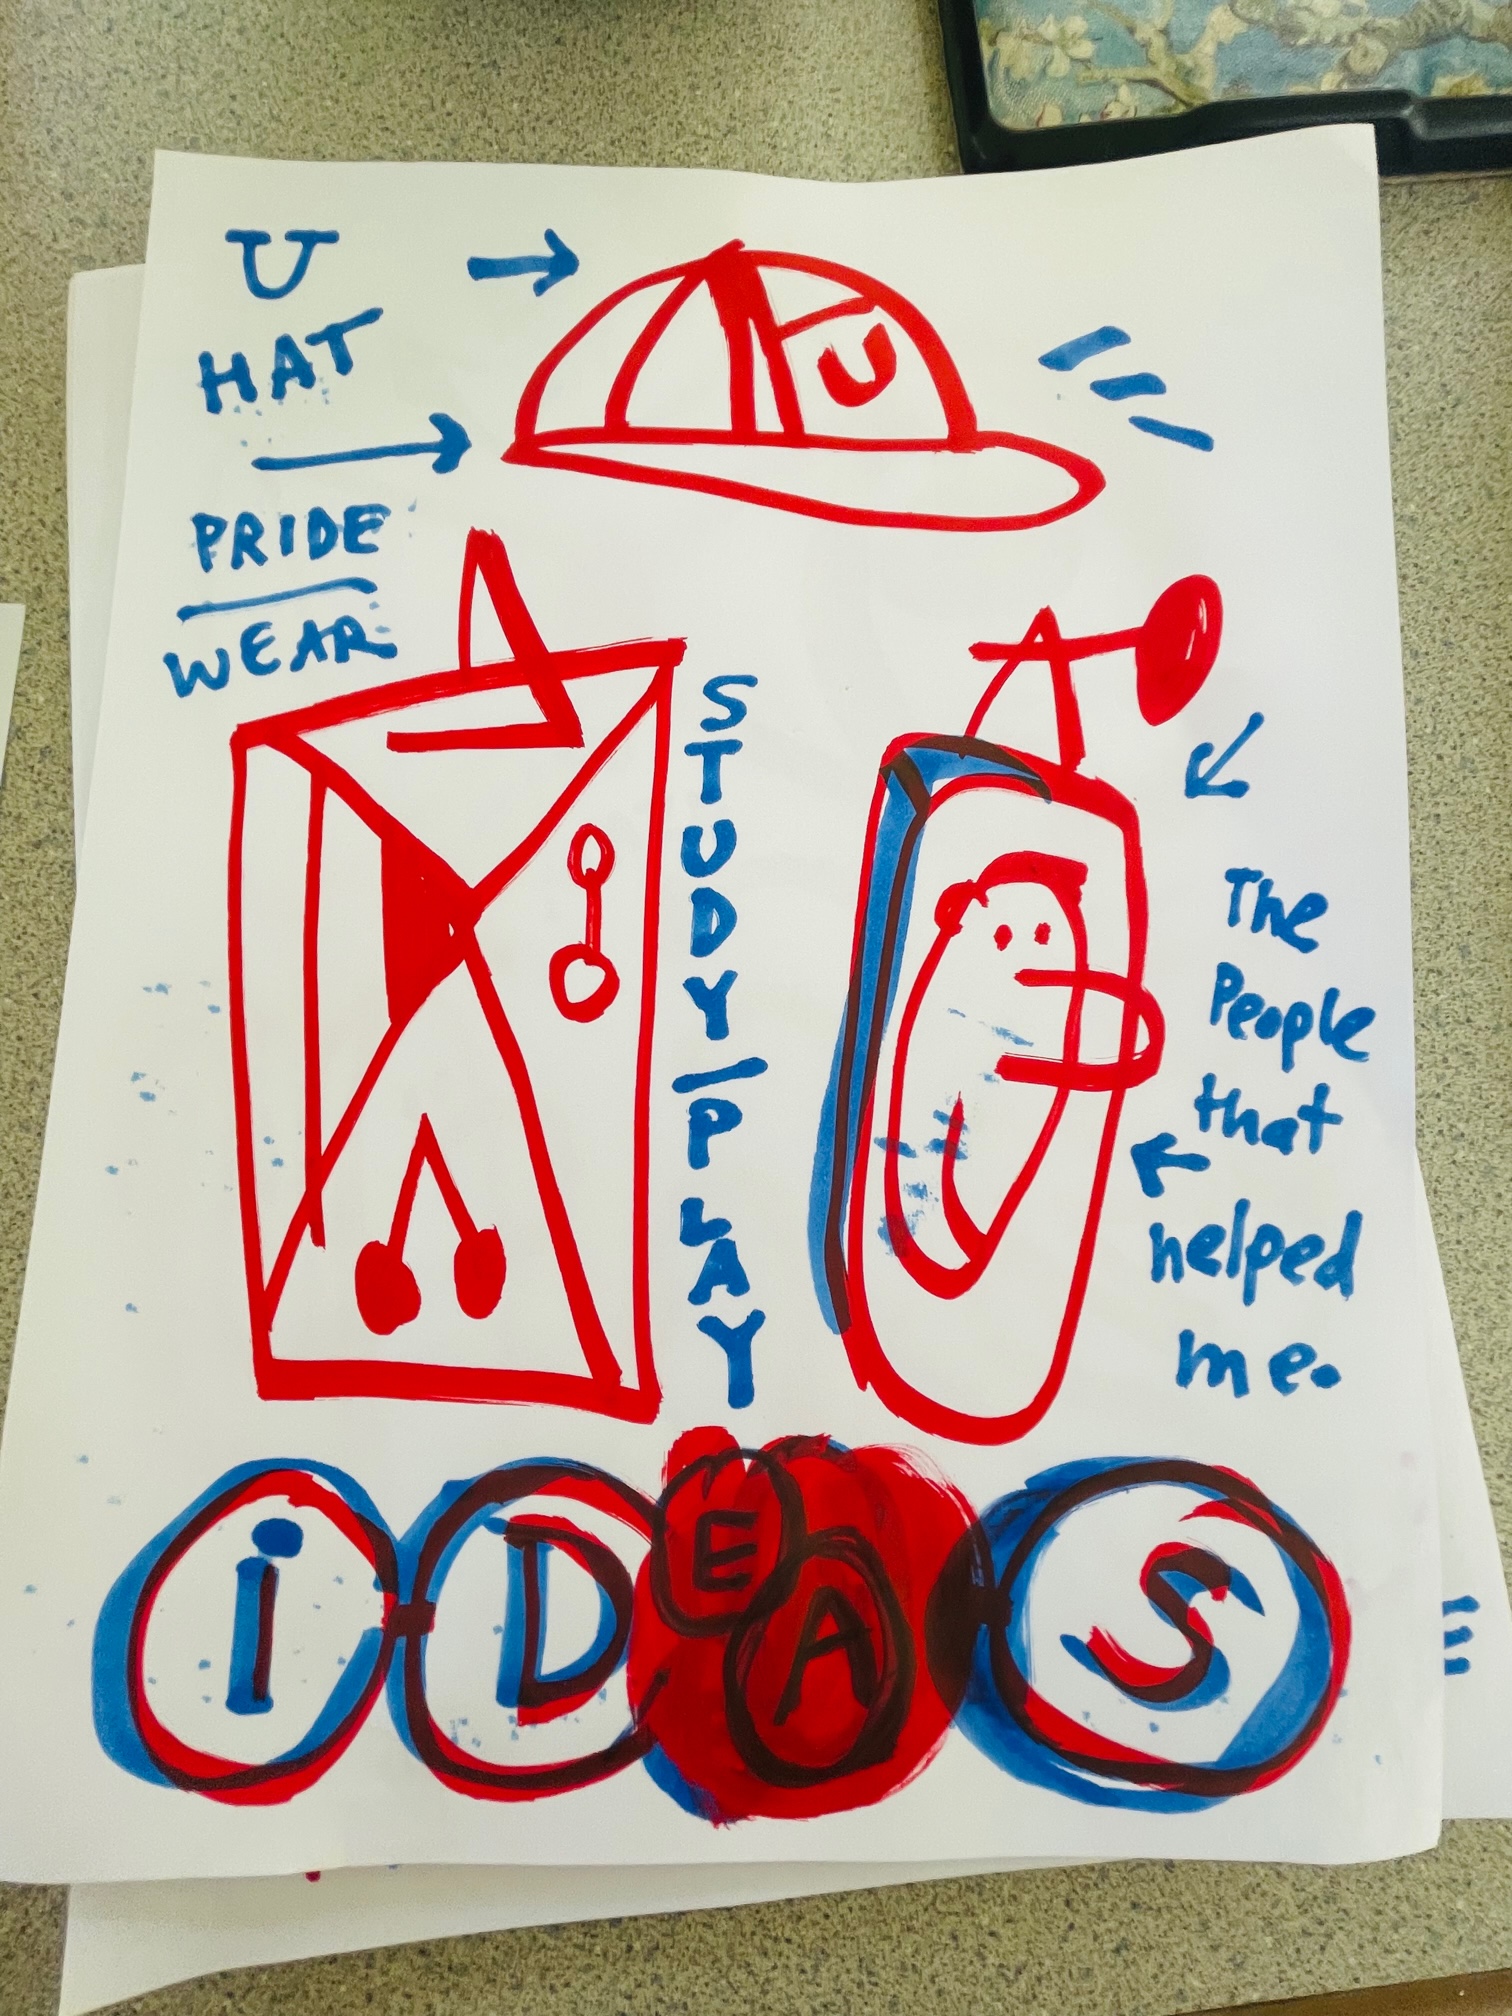 U
HAT
U
PRIDE
WEAR
STUDY/PLAY
The
People
that
helped
me.
iDEAS